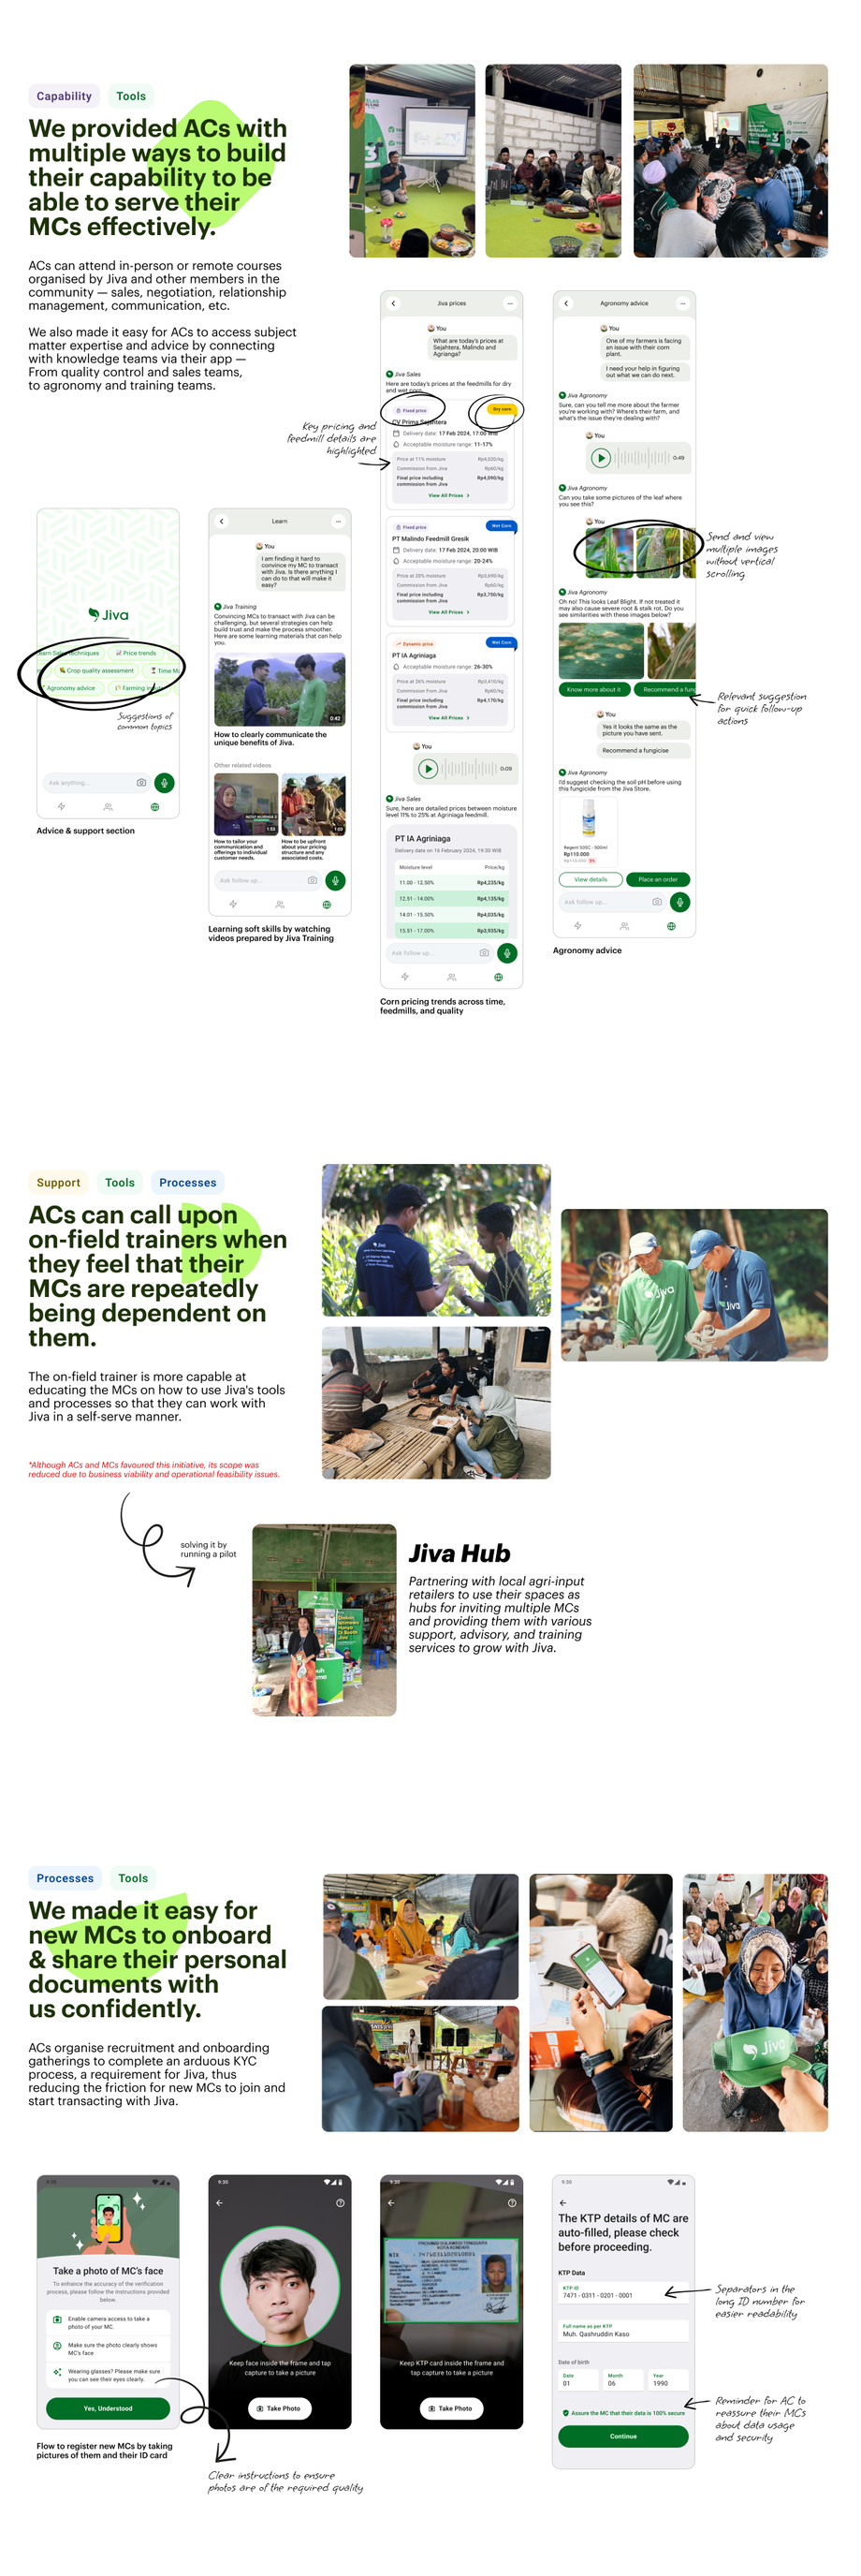 Capability
Tools
We provided ACs with
multiple ways to build
their capability to be
able to serve their
MCs effectively.
ACs can attend in-person or remote courses
organised by Jiva and other members in the
community — sales, negotiation, relationship
management, communication, etc.
We also made it easy for ACs to access subject
matter expertise and advice by connecting
with knowledge teams via their app —
From quality control and sales teams,
to agronomy and training teams.
Key pricing and
feedmill details are
highlighted
Jiva
Learn Sales Techniques
Price trends
Crop quality assessment
Agronomy advice
Suggestions of
common topics
Ask anything...
Advice & support section
Learn
You
I am finding it hard to
convince my MC to transact
with Jiva. Is there anything I
can do to that will make it
easy?
Jiva Training
Convincing MCs to transact with Jiva can be
challenging, but several strategies can help
build trust and make the process smoother.
Here are some learning materials that can help
you.
0:42
How to clearly communicate the
unique benefits of Jiva.
Other related videos
1:53
How to tailor your
communication and
offerings to individual
customer needs.
How to be upfront
about your pricing
structure and any
associated costs.
Ask follow up...
Learning soft skills by watching
videos prepared by Jiva Training
Jiva prices
You
What are today's prices at
Sejahtera, Malindo and
Agrianga?
Jiva Sales
Here are today's prices at the feedmills for dry
and wet corn.
Fixed price
Dry corn
CV Prima Sejahtera
Delivery date: 17 Feb 2024, 17:00 WIB
Acceptable moisture range: 11-17%
Price at 11% moisture Rp4,020/kg
Commission from Jiva Rp60/kg
Final price including
commission from Jiva Rp4,090/kg
View All Prices
Fixed price
Wet Corn
PT Malindo Feedmill Gresik
Delivery date: 17 Feb 2024, 20:00 WIB
Acceptable moisture range: 20-24%
Price at 20% moisture Rp3,690/kg
Commission from Jiva Rp60/kg
Final price including
commission from Jiva Rp3,750/kg
View All Prices
Dynamic price
Wet Corn
PT IA Agriniaga
Acceptable moisture range: 26-30%
Price at 26% moisture Rp3,410/kg
Commission from Jiva Rp60/kg
Final price including
commission from Jiva Rp4,170/kg
View All Prices
You
0:09
Jiva Sales
Sure, here are detailed prices between moisture
level 11% to 25% at Agriniaga feedmill.
PT IA Agriniaga
Delivery date on 16 February 2024, 19:30 WIB
Moisture level Price/kg
11.00 - 12.50% Rp4,235/kg
12.51 - 14.00% Rp4,135/kg
14.01 - 15.50% Rp4,035/kg
15.51 - 17.00% Rp3,935/kg
Ask follow up...
Corn pricing trends across time,
feedmills, and quality
Agronomy advice
You
One of my farmers is facing
an issue with their corn
plant.
I need your help in figuring
out what we can do next.
Jiva Agronomy
Sure, can you tell me more about the farmer
you're working with? Where's their farm, and
what's the issue they're dealing with?
You
0:49
Jiva Agronomy
Can you take some pictures of the leaf where
you see this?
You
Send and view
multiple images
without vertical
scrolling
Jiva Agronomy
Oh no! This looks Leaf Blight. If not treated it
may also cause severe root & stalk rot. Do you
see similarities with these images below?
Know more about it
Recommend a fung
Relevant suggestion
for quick follow-up
actions
You
Yes it looks the same as the
picture you have sent.
Recommend a fungicise
Jiva Agronomy
I'd suggest checking the soil pH before using
this fungicide from the Jiva Store.
Regent 50SC - 500ml
Rp110.000
View details
Place an order
Ask follow up...
Agronomy advice
Support
Tools
Processes
ACs can call upon
on-field trainers when
they feel that their
MCs are repeatedly
being dependent on
them.
The on-field trainer is more capable at
educating the MCs on how to use Jiva's tools
and processes so that they can work with
Jiva in a self-serve manner.
*Although ACs and MCs favoured this initiative, its scope was
reduced due to business viability and operational feasibility issues.
Jiva
Jiva
solving it by
running a pilot
Jiva Hub
Partnering with local agri-input
retailers to use their spaces as
hubs for inviting multiple MCs
and providing them with various
support, advisory, and training
services to grow with Jiva.
Processes
Tools
We made it easy for
new MCs to onboard
& share their personal
documents with
us confidently.
ACs organise recruitment and onboarding
gatherings to complete an arduous KYC
process, a requirement for Jiva, thus
reducing the friction for new MCs to join and
start transacting with Jiva.
Jiva
9:30
Take a photo of MC's face
To enhance the accuracy of the verification
process, please follow the instructions provided
below.
Enable camera access to take a
photo of your MC.
Make sure the photo clearly shows
MC's face
Wearing glasses? Please make sure
you can see their eyes clearly.
Yes, Understood
Flow to register new MCs by taking
pictures of them and their ID card
9:30
Keep face inside the frame and tap
capture to take a picture
Take Photo
Clear instructions to ensure
photos are of the required quality
9:30
PROVINSI SULAWESI TENGGARA
KOTA KENDARI
NIK
Keep KTP card inside the frame and
tap capture to take a picture
Take Photo
9:30
The KTP details of MC are
auto-filled, please check
before proceeding.
KTP Data
KTP ID
7471 - 0311 - 0201 - 0001
Full name as per KTP
Muh. Qashruddin Kaso
Date of birth
Date Month Year
01 06 1990
Assure the MC that their data is 100% secure
Continue
Separators in the
long ID number for
easier readability
Reminder for AC to
reassure their MCs
about data usage
and security